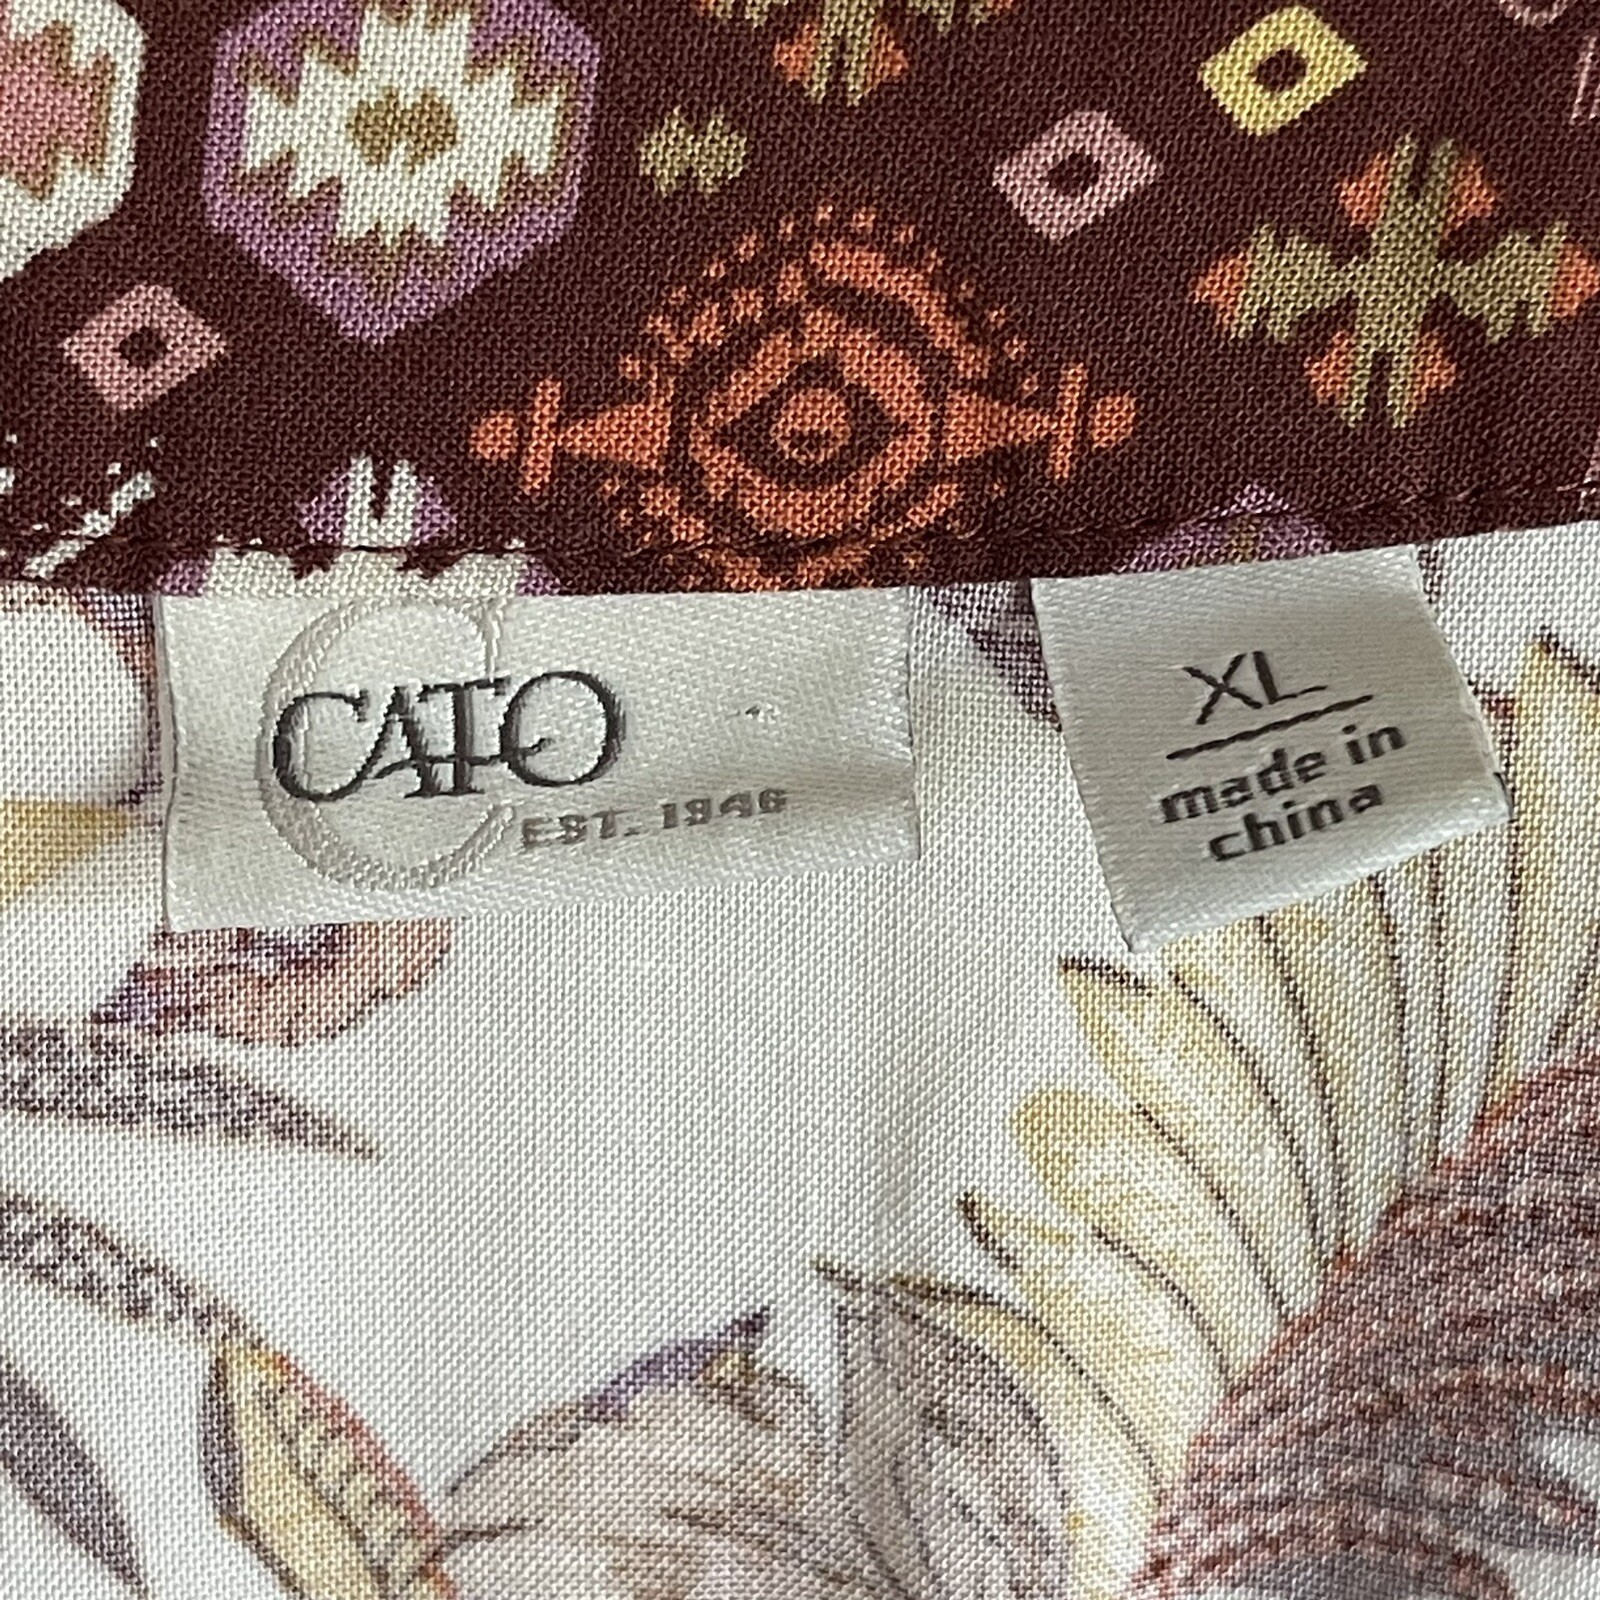 CATO
EST. 1946
XL
made in
china